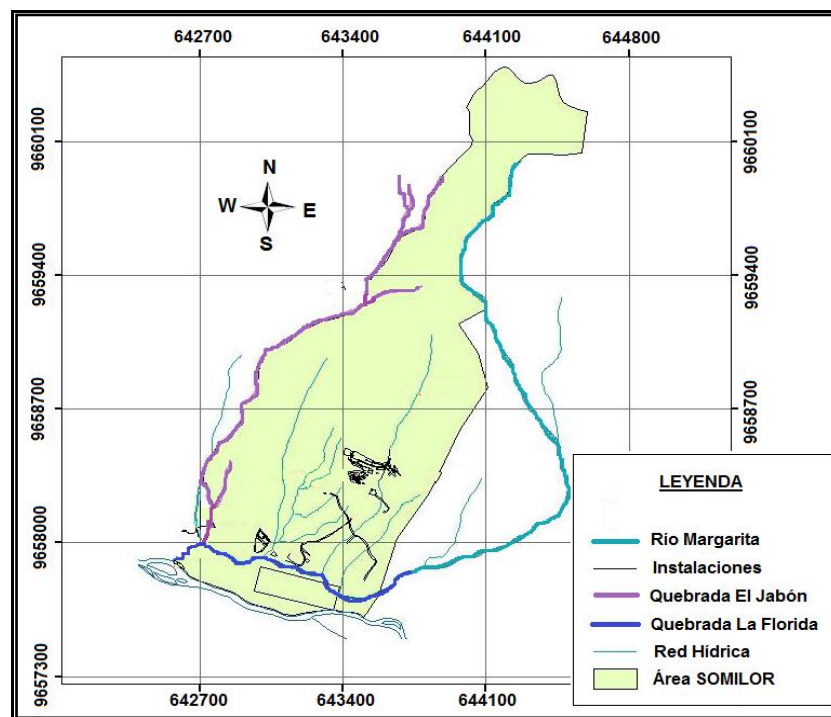 642700 643400 644100 644800
9660100 9660100
N
W E
S
9659400 9659400
9658700 9658700
LEYENDA
9658000
Río Margarita
Instalaciones
Quebrada El Jabón
Quebrada La Florida
Red Hídrica
9657300
Área SOMILOR
642700 643400 644100